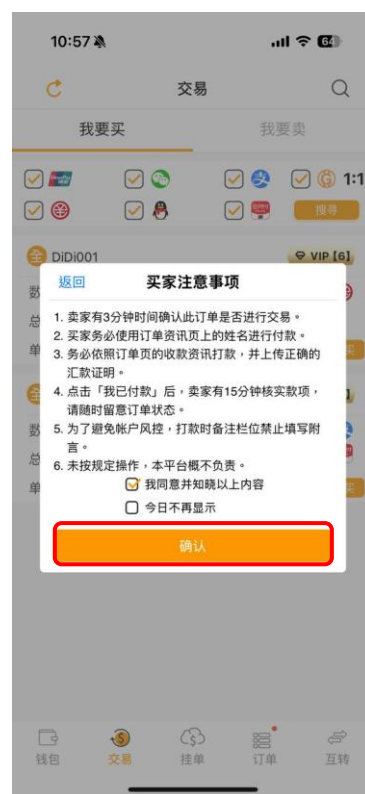 10:57
64
交易
我要买
我要卖
1:1
搜寻
DiDi001
VIP [6]
返回
买家注意事项
数
总
单
买
1. 卖家有3分钟时间确认此订单是否进行交易。
2. 买家务必使用订单资讯页上的姓名进行付款。
3. 务必依照订单页的收款资讯打款，并上传正确的
汇款证明。
4. 点击「我已付款」后，卖家有15分钟核实款项，
请随时留意订单状态。
5. 为了避免帐户风控，打款时备注栏位禁止填写附
言。
6. 未按规定操作，本平台概不负责。
数
总
单
我同意并知晓以上内容
今日不再显示
确认
钱包
交易
挂单
订单
互转